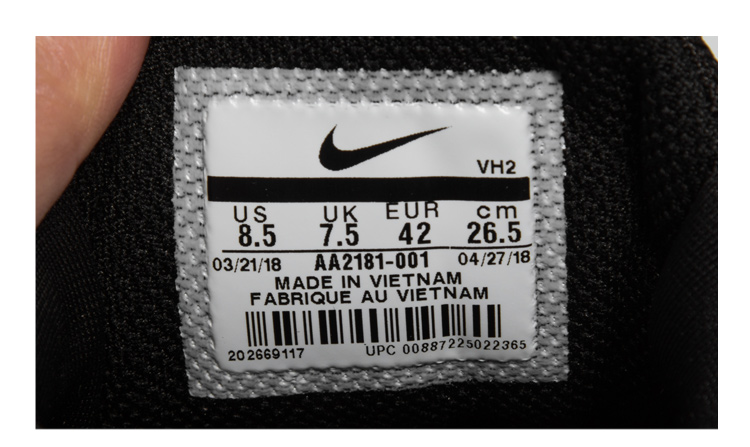 VH2
US UK EUR cm
8.5 7.5 42 26.5
03/21/18 AA2181-001 04/27/18
MADE IN VIETNAM
FABRIQUE AU VIETNAM
202669117 UPC 00887225022365